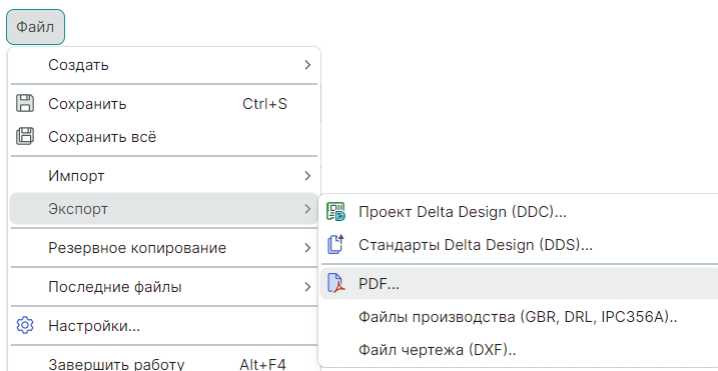 Файл
Создать
Сохранить Ctrl+S
Сохранить всё
Импорт
Экспорт
Проект Delta Design (DDC)...
Стандарты Delta Design (DDS)...
PDF...
Файлы производства (GBR, DRL, IPC356A)..
Файл чертежа (DXF)..
Резервное копирование
Последние файлы
Настройки...
Завершить работу Alt+F4